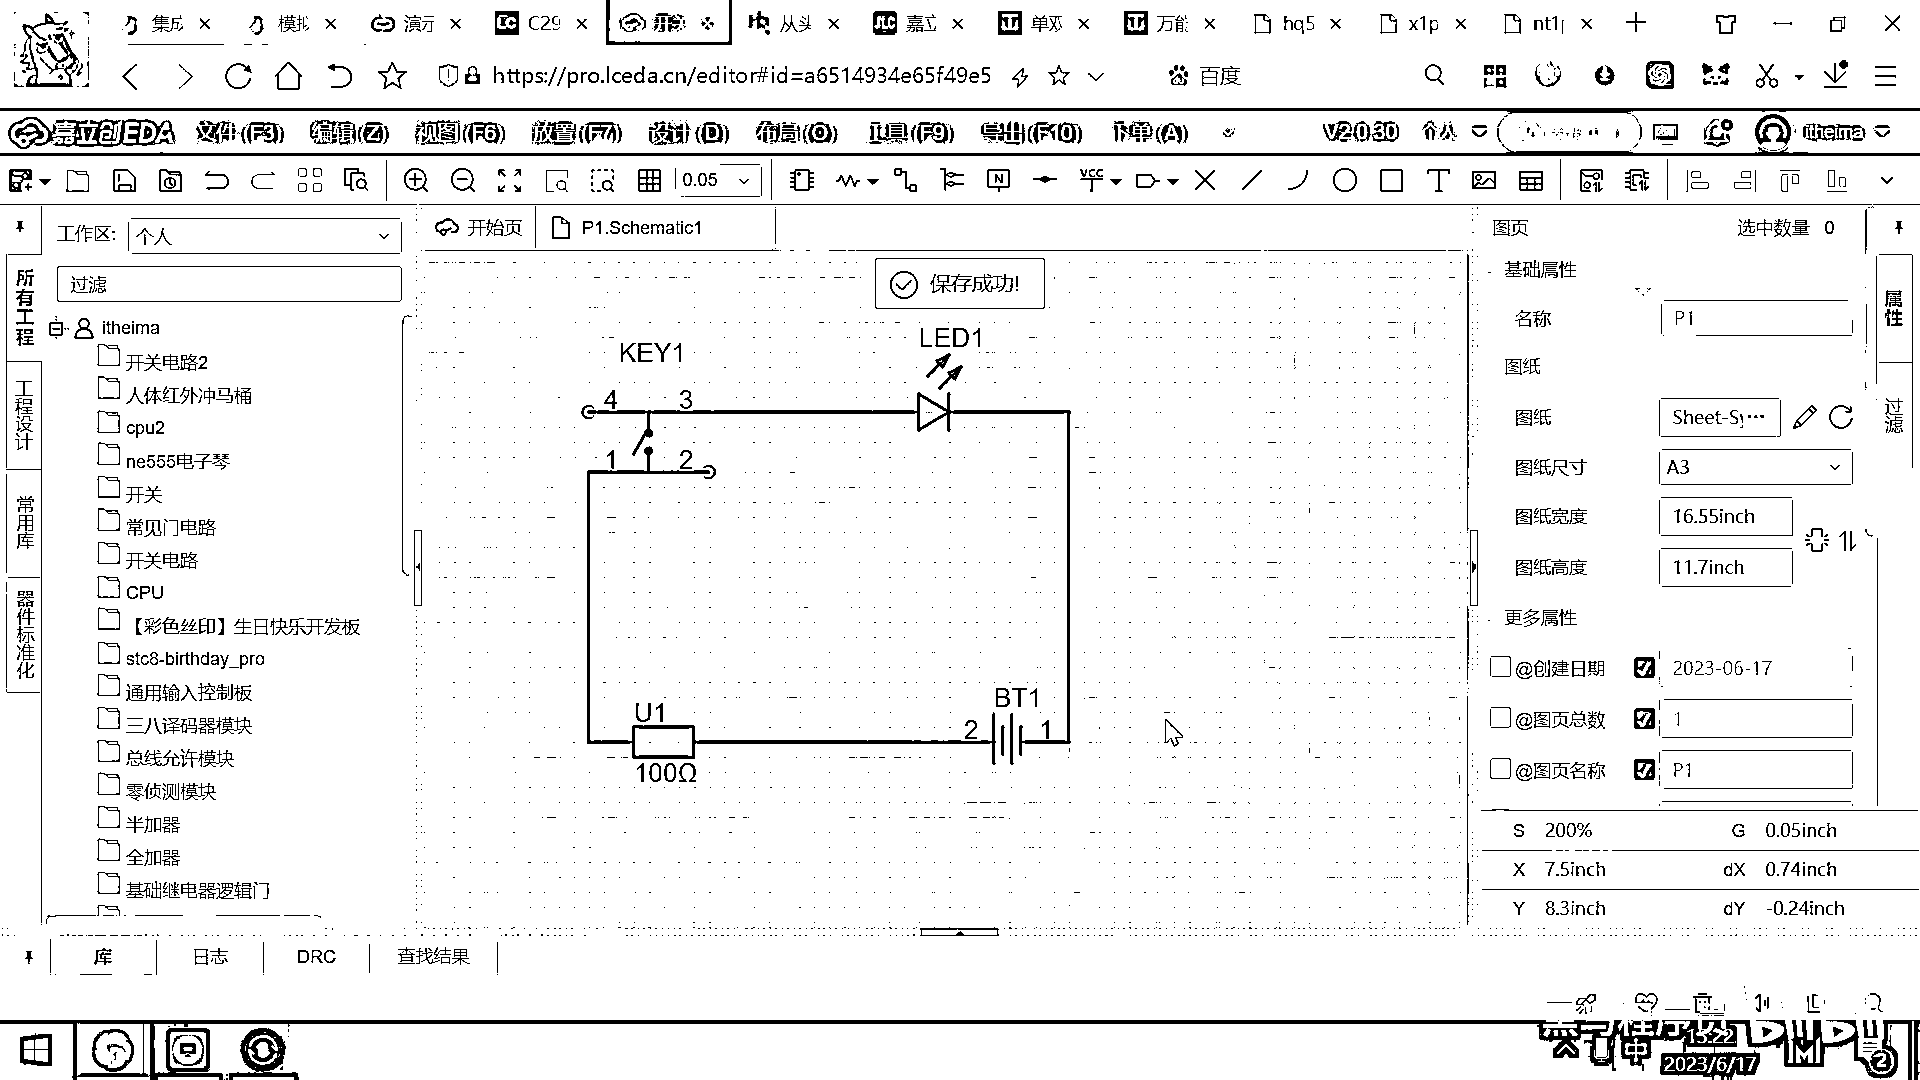 集成
模拟
演示
C29
开关
从头
嘉立
单双
万能
hq5
x1p
nt1p
https://pro.lceda.cn/editor#id=a6514934e65f49e5
百度
嘉立创EDA
文件(F3)
编辑(Z)
视图(F6)
放置(F7)
设计(D)
布局(O)
工具(F9)
导出(F10)
下单(A)
V2.0.30
个人
itheima
0.05
VCC
工作区:
个人
开始页
P1.Schematic1
图页
选中数量 0
过滤
所有工程
工程设计
常用库
器件标准化
itheima
开关电路2
人体红外冲马桶
cpu2
ne555电子琴
开关
常见门电路
开关电路
CPU
【彩色丝印】生日快乐开发板
stc8-birthday_pro
通用输入控制板
三八译码器模块
总线允许模块
零侦测模块
半加器
全加器
基础继电器逻辑门
保存成功!
KEY1
LED1
4
3
1
2
U1
100Ω
BT1
2
1
基础属性
名称
P1
图纸
图纸
Sheet-Sy...
图纸尺寸
A3
图纸宽度
16.55inch
图纸高度
11.7inch
更多属性
@创建日期
2023-06-17
@图页总数
1
@图页名称
P1
属性
过滤
S 200%
G 0.05inch
X 7.5inch
dX 0.74inch
Y 8.3inch
dY -0.24inch
库
日志
DRC
查找结果
中
15:22
2023/6/17
2